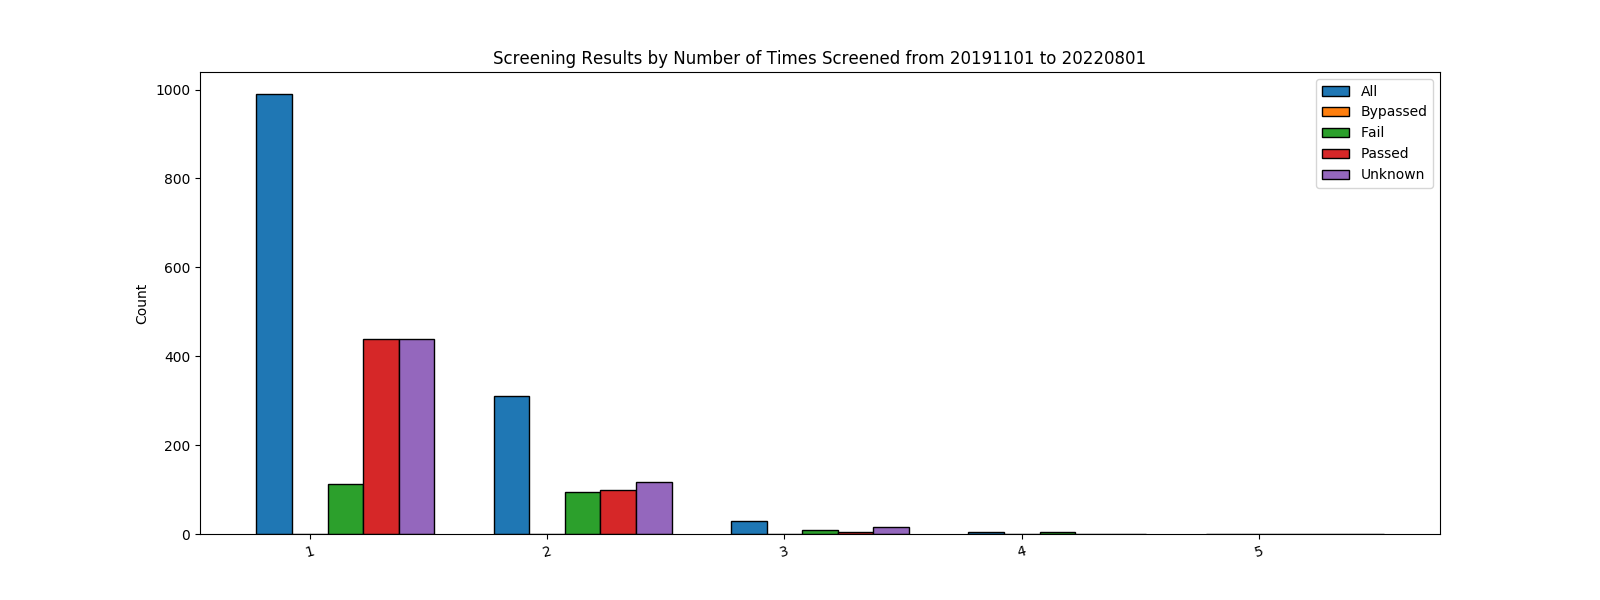 Screening Results by Number of Times Screened from 20191101 to 20220801
1000
800
600
400
200
0
Count
All
Bypassed
Fail
Passed
Unknown
1
2
3
4
5